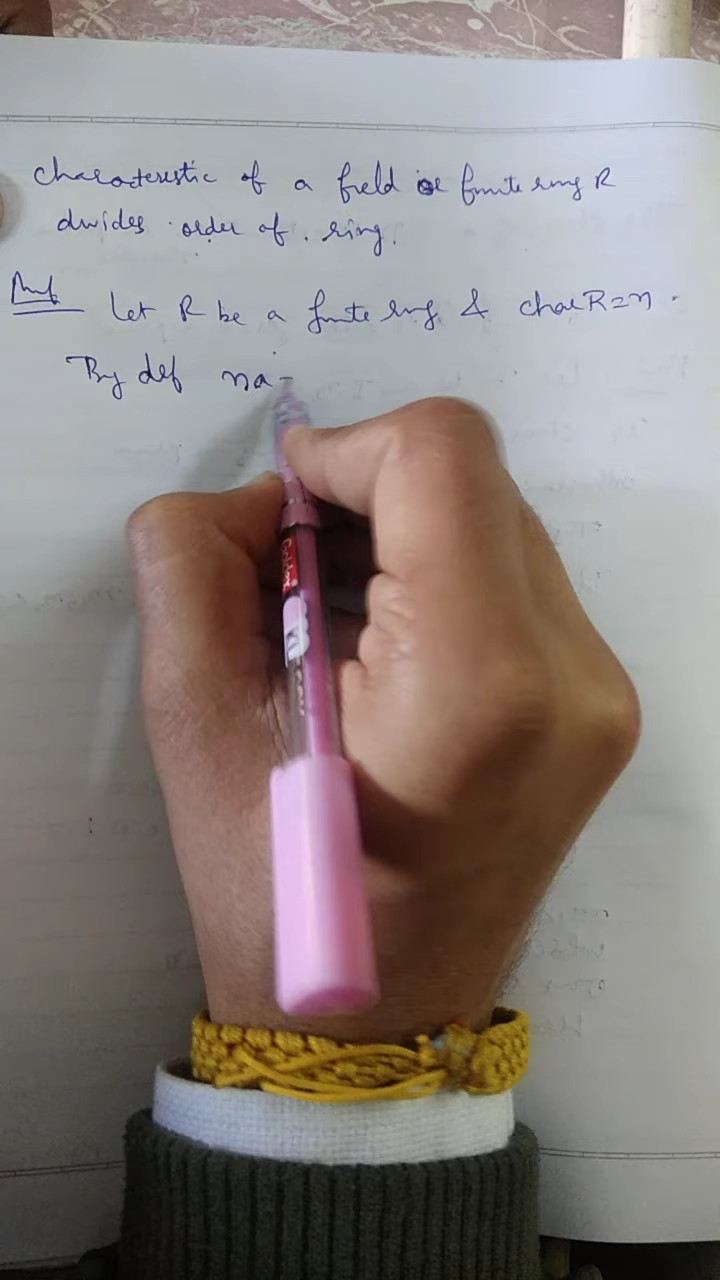 characteristic of a field or finite ring R
divides order of ring.
Proof Let R be a finite ring & char R = n.
By def na =